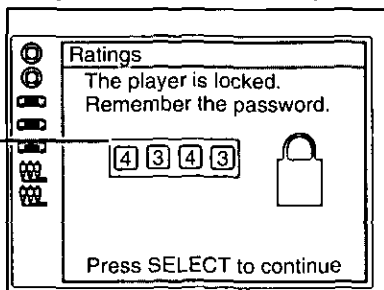 Ratings
The player is locked.
Remember the password.
4 3 4 3
Press SELECT to continue